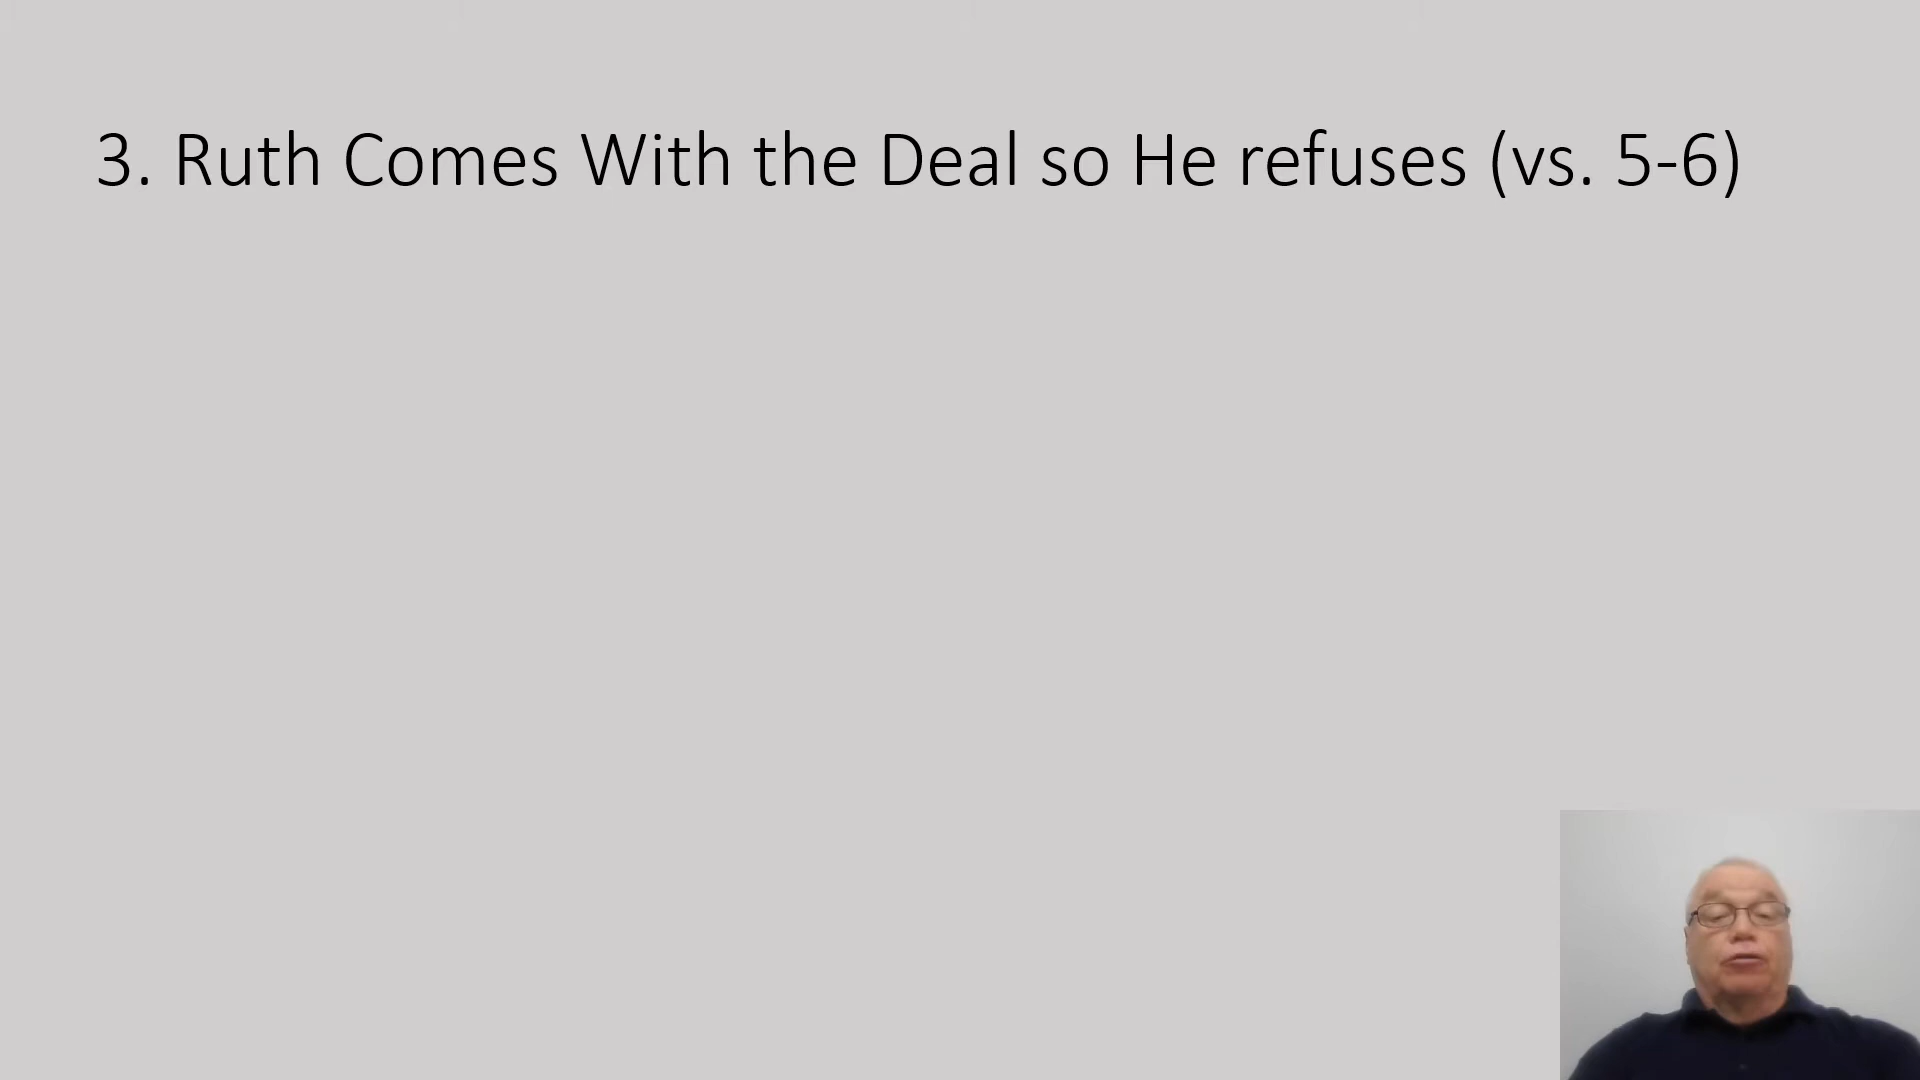 3. Ruth Comes With the Deal so He refuses (vs. 5-6)